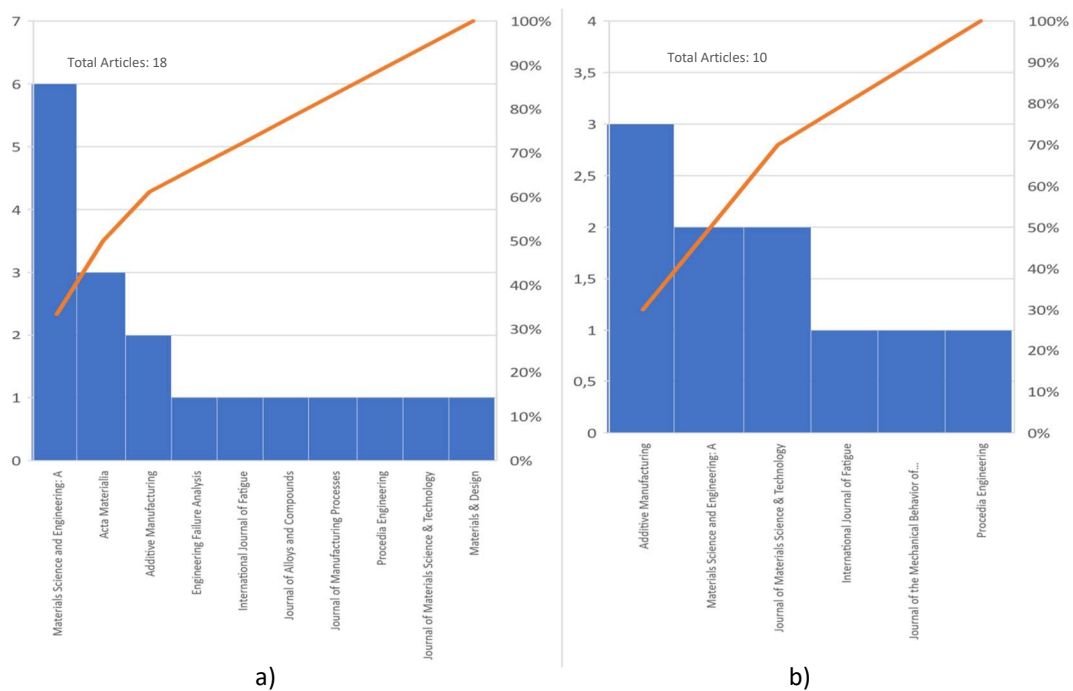 7
6
5
4
3
2
1
0
Total Articles: 18
100%
90%
80%
70%
60%
50%
40%
30%
20%
10%
0%
Materials Science and Engineering: A
Acta Materialia
Additive Manufacturing
Engineering Failure Analysis
International Journal of Fatigue
Journal of Alloys and Compounds
Journal of Manufacturing Processes
Procedia Engineering
Journal of Materials Science & Technology
Materials & Design
a)
4
3,5
3
2,5
2
1,5
1
0,5
0
Total Articles: 10
100%
90%
80%
70%
60%
50%
40%
30%
20%
10%
0%
Additive Manufacturing
Materials Science and Engineering: A
Journal of Materials Science & Technology
International Journal of Fatigue
Journal of the Mechanical Behavior of...
Procedia Engineering
b)